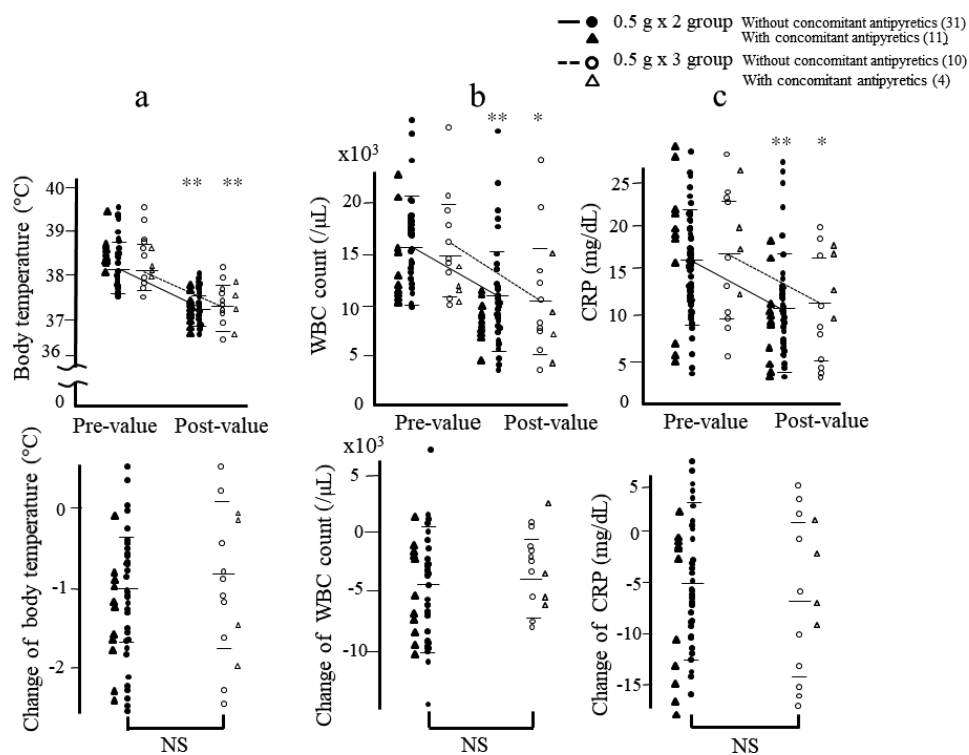 0.5 g x 2 group Without concomitant antipyretics (31)
With concomitant antipyretics (11)
0.5 g x 3 group Without concomitant antipyretics (10)
With concomitant antipyretics (4)
a
b
c
Body temperature (°C)
40
39
38
37
36
0
** **
Pre-value Post-value
WBC count (/μL)
x10³
20
15
10
5
0
** *
Pre-value Post-value
CRP (mg/dL)
25
20
15
10
5
0
** *
Pre-value Post-value
Change of body temperature (°C)
0
-1
-2
NS
Change of WBC count (/μL)
x10³
5
0
-5
-10
NS
Change of CRP (mg/dL)
5
0
-5
-10
-15
NS